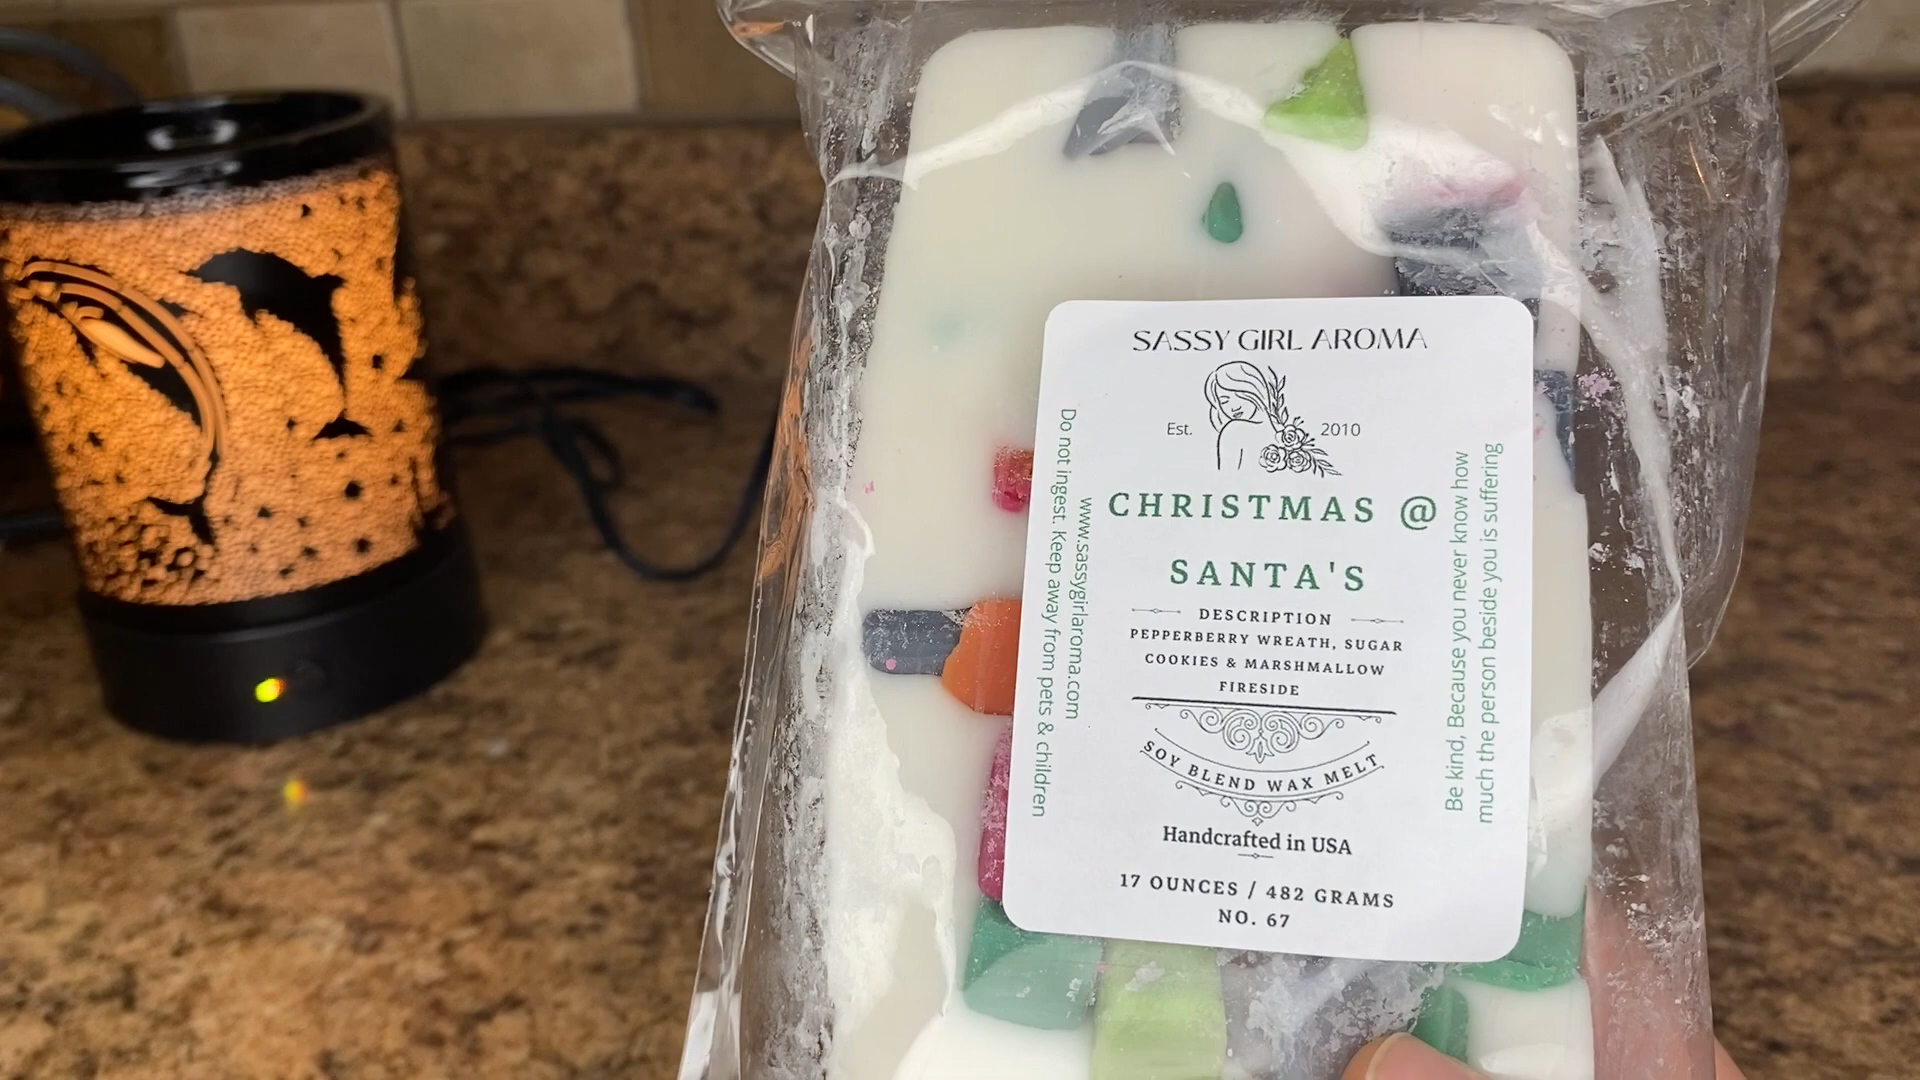 SASSY GIRL AROMA
Est. 2010
CHRISTMAS @
SANTA'S
DESCRIPTION
PEPPERBERRY WREATH, SUGAR
COOKIES & MARSHMALLOW
FIRESIDE
SOY BLEND WAX MELT
Handcrafted in USA
17 OUNCES / 482 GRAMS
NO. 67
www.sassygirlaroma.com
Do not ingest. Keep away from pets & children
Be kind, Because you never know how
much the person beside you is suffering